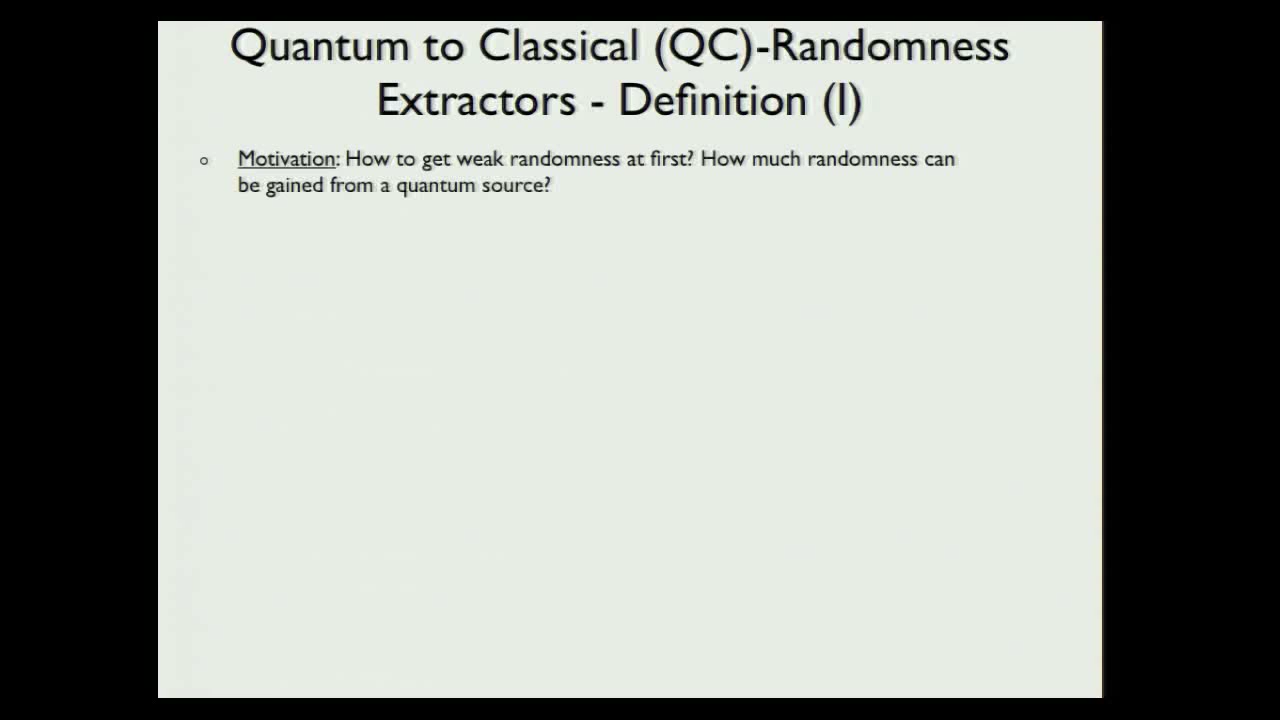 Quantum to Classical (QC)-Randomness
Extractors - Definition (I)
Motivation: How to get weak randomness at first? How much randomness can
be gained from a quantum source?